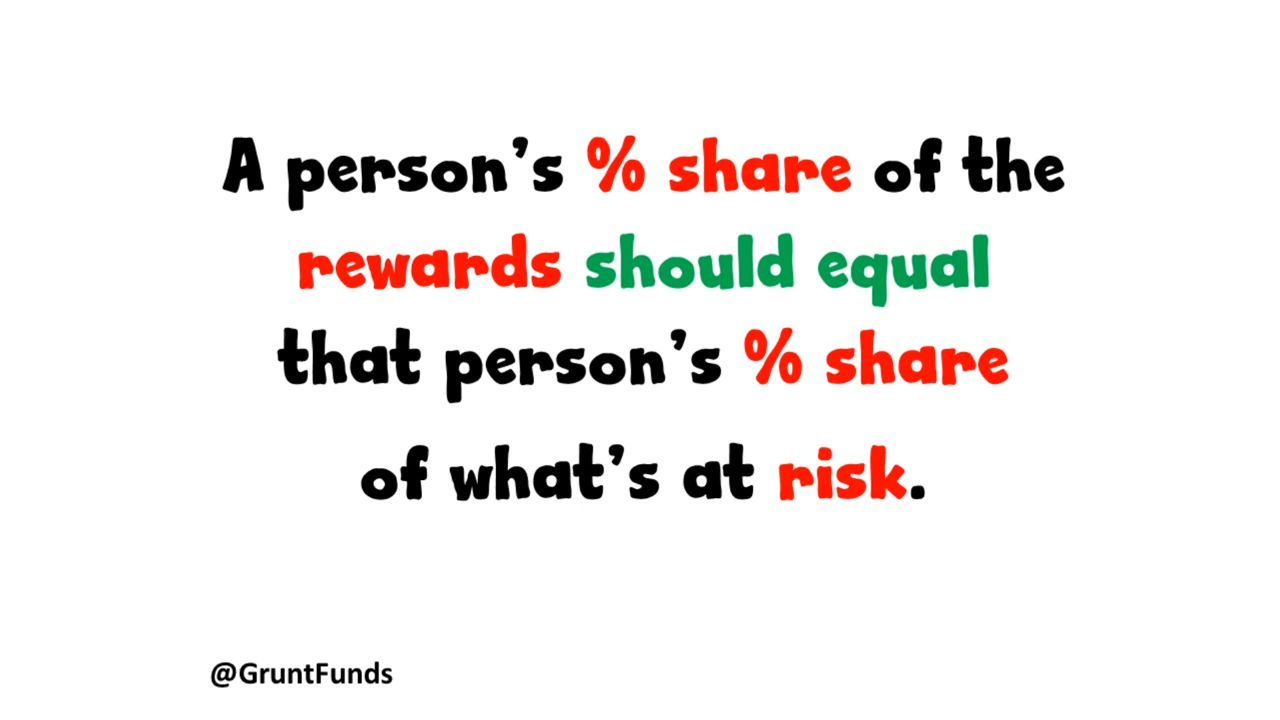 A person’s % share of the
rewards should equal
that person’s % share
of what’s at risk.
@GruntFunds